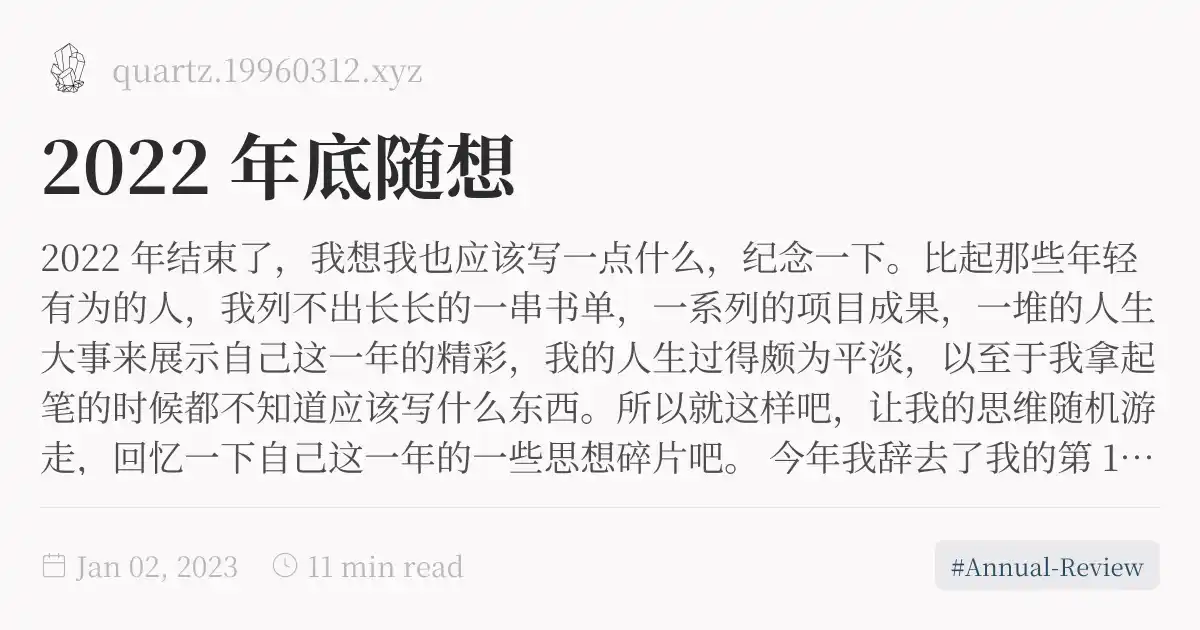 quartz.19960312.xyz
2022 年底随想
2022 年结束了，我想我也应该写一点什么，纪念一下。比起那些年轻
有为的人，我列不出长长的一串书单，一系列的项目成果，一堆的人生
大事来展示自己这一年的精彩，我的人生过得颇为平淡，以至于我拿起
笔的时候都不知道应该写什么东西。所以就这样吧，让我的思维随机游
走，回忆一下自己这一年的一些思想碎片吧。 今年我辞去了我的第 1…
Jan 02, 2023 11 min read
#Annual-Review